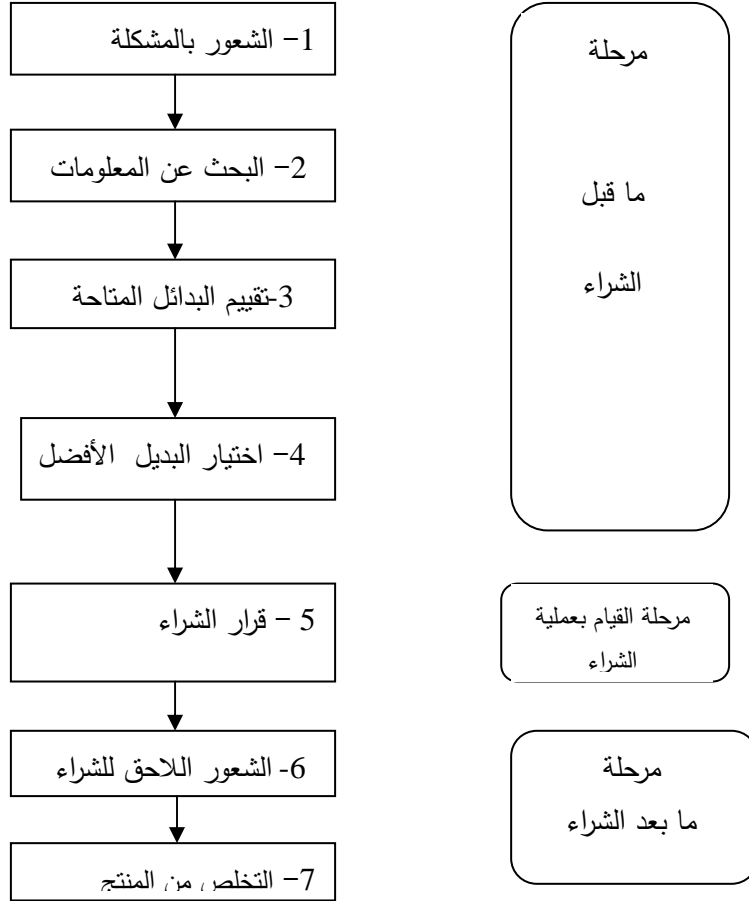 1- الشعور بالمشكلة
2- البحث عن المعلومات
3-تقييم البدائل المتاحة
4- اختيار البديل الأفضل
5 - قرار الشراء
6- الشعور اللاحق للشراء
7- التخلص من المنتج
مرحلة
ما قبل
الشراء
مرحلة القيام بعملية
الشراء
مرحلة
ما بعد الشراء